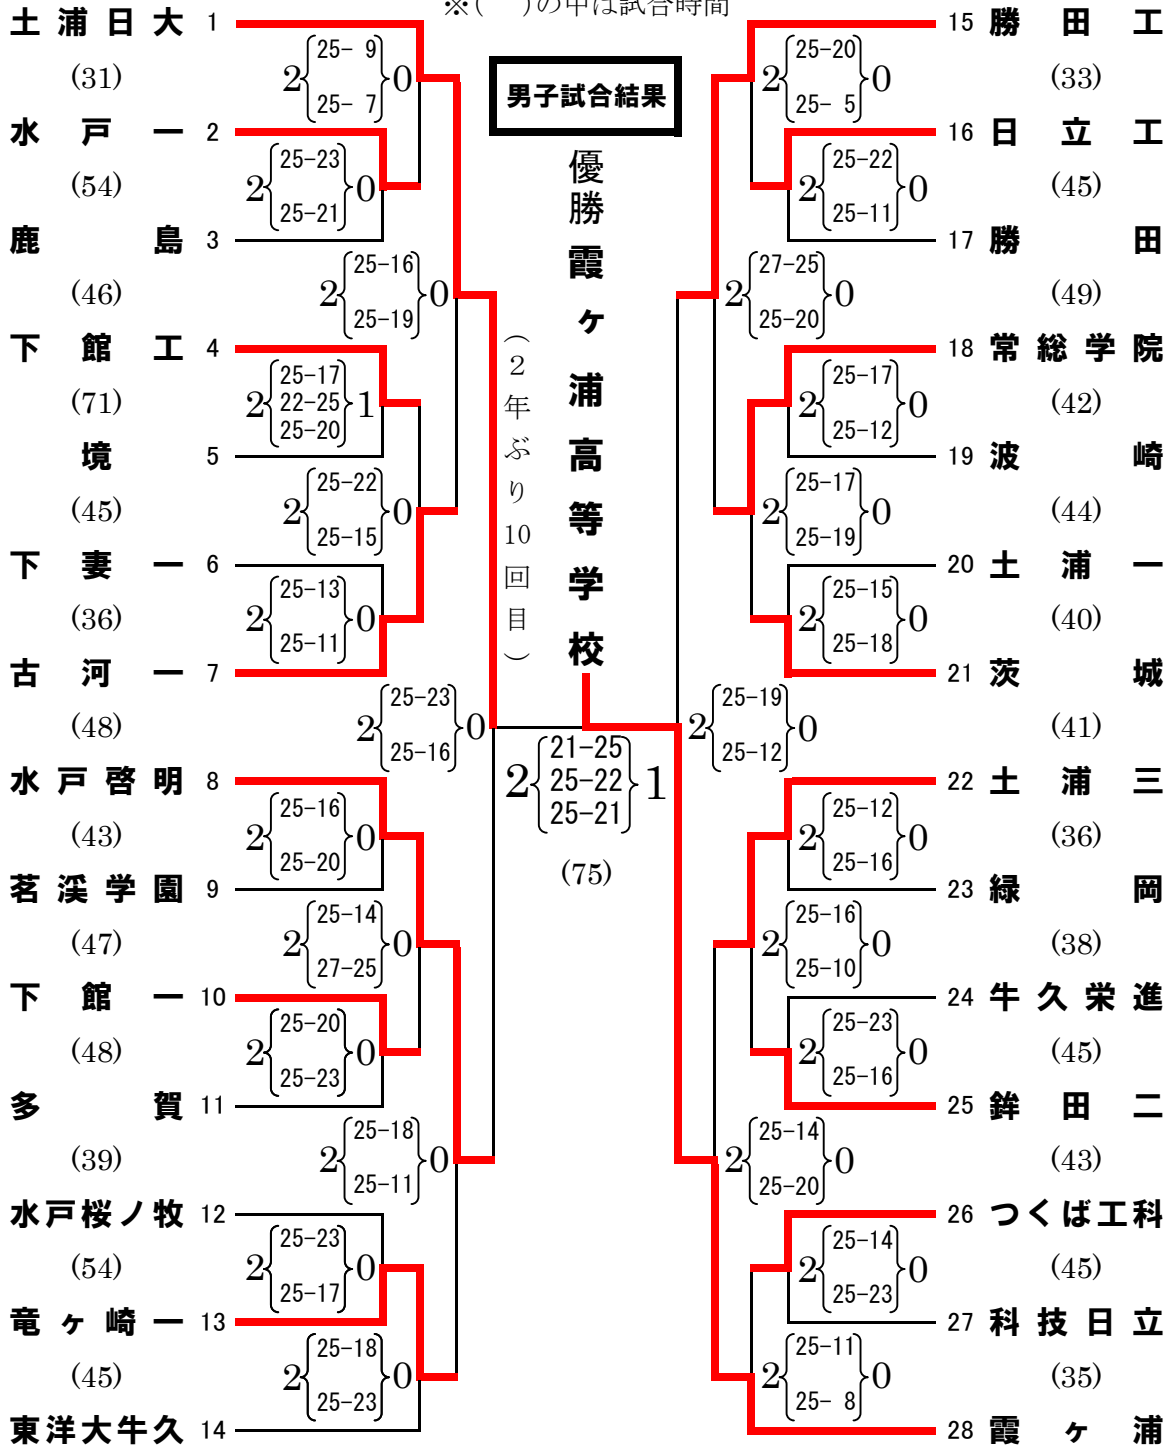 ※(　)の中は試合時間
男子試合結果
優勝 霞ヶ浦高等学校
（２年ぶり10回目）
土浦日大 1
(31)
2 25- 9 25- 7 0
水戸一 2
(54)
2 25-23 25-21 0
鹿島 3
(46)
2 25-16 25-19 0
下館工 4
(71)
2 25-17 22-25 25-20 1
境 5
(45)
2 25-22 25-15 0
下妻一 6
(36)
2 25-13 25-11 0
古河一 7
(48)
2 25-23 25-16 0
水戸啓明 8
(43)
2 25-16 25-20 0
茗溪学園 9
(47)
2 25-14 27-25 0
下館一 10
(48)
2 25-20 25-23 0
多賀 11
(39)
2 25-18 25-11 0
水戸桜ノ牧 12
(54)
2 25-23 25-17 0
竜ヶ崎一 13
(45)
2 25-18 25-23 0
東洋大牛久 14
2 21-25 25-22 25-21 1
(75)
15 勝田工
(33)
2 25-20 25- 5 0
16 日立工
(45)
2 25-22 25-11 0
17 勝田
(49)
2 27-25 25-20 0
18 常総学院
(42)
2 25-17 25-12 0
19 波崎
(44)
2 25-17 25-19 0
20 土浦一
(40)
2 25-15 25-18 0
21 茨城
(41)
2 25-19 25-12 0
22 土浦三
(36)
2 25-12 25-16 0
23 緑岡
(38)
2 25-16 25-10 0
24 牛久栄進
(45)
2 25-23 25-16 0
25 鉾田二
(43)
2 25-14 25-20 0
26 つくば工科
(45)
2 25-14 25-23 0
27 科技日立
(35)
2 25-11 25- 8 0
28 霞ヶ浦